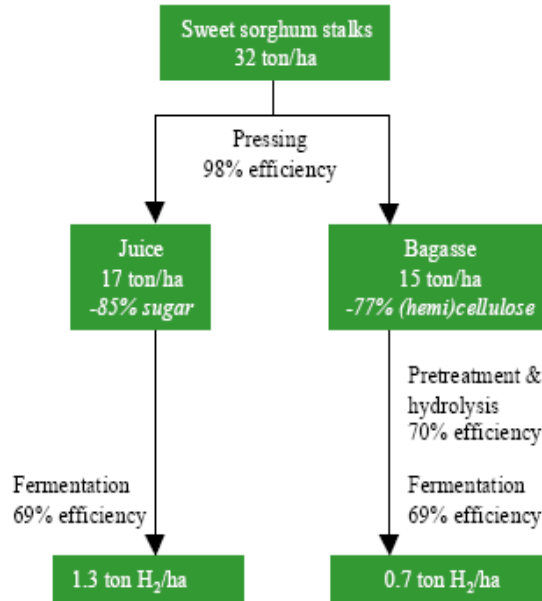 Sweet sorghum stalks
32 ton/ha
Pressing
98% efficiency
Juice
17 ton/ha
-85% sugar
Bagasse
15 ton/ha
-77% (hemi)cellulose
Pretreatment &
hydrolysis
70% efficiency
Fermentation
69% efficiency
Fermentation
69% efficiency
1.3 ton H₂/ha
0.7 ton H₂/ha